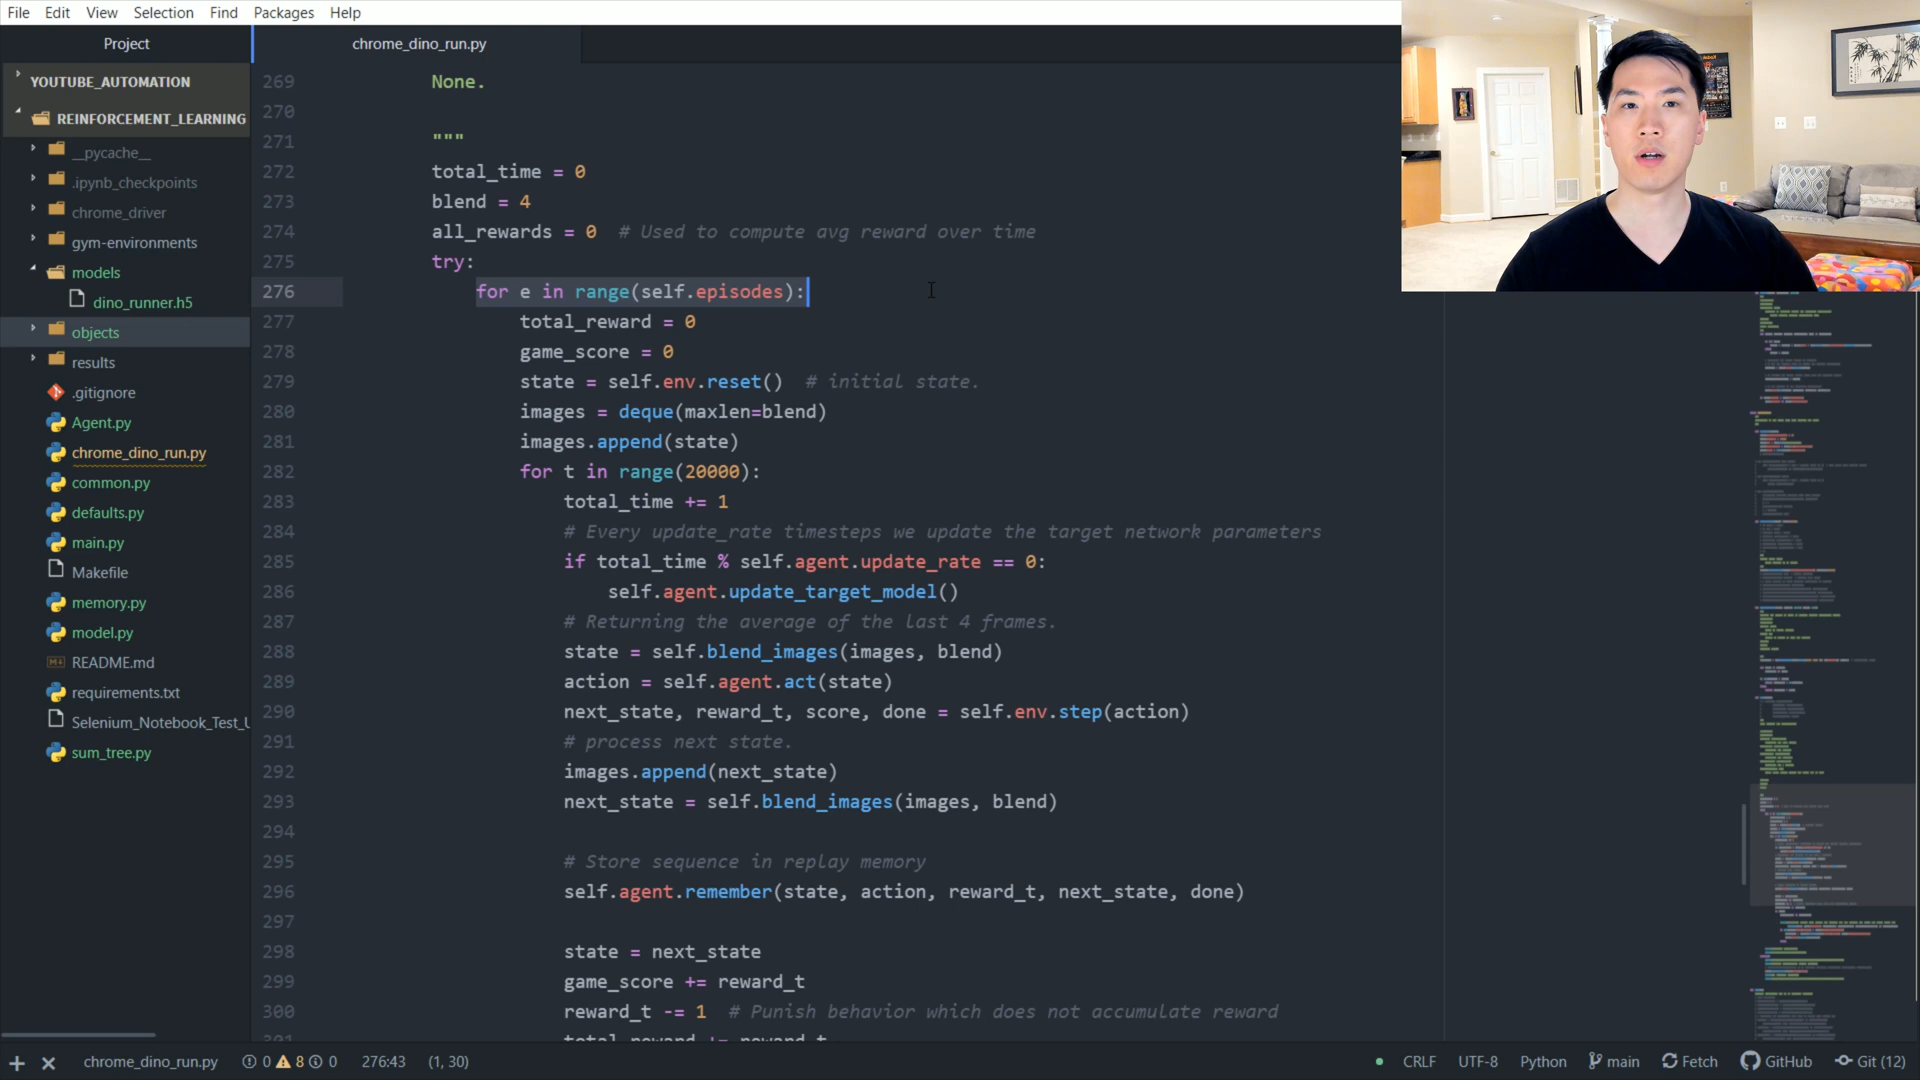 File Edit View Selection Find Packages Help
Project
chrome_dino_run.py
YOUTUBE_AUTOMATION
REINFORCEMENT_LEARNING
__pycache__
.ipynb_checkpoints
chrome_driver
gym-environments
models
dino_runner.h5
objects
results
.gitignore
Agent.py
chrome_dino_run.py
common.py
defaults.py
main.py
Makefile
memory.py
model.py
README.md
requirements.txt
Selenium_Notebook_Test_U
sum_tree.py
269 None.
270
271 """
272 total_time = 0
273 blend = 4
274 all_rewards = 0 # Used to compute avg reward over time
275 try:
276 for e in range(self.episodes):
277 total_reward = 0
278 game_score = 0
279 state = self.env.reset() # initial state.
280 images = deque(maxlen=blend)
281 images.append(state)
282 for t in range(20000):
283 total_time += 1
284 # Every update_rate timesteps we update the target network parameters
285 if total_time % self.agent.update_rate == 0:
286 self.agent.update_target_model()
287 # Returning the average of the last 4 frames.
288 state = self.blend_images(images, blend)
289 action = self.agent.act(state)
290 next_state, reward_t, score, done = self.env.step(action)
291 # process next state.
292 images.append(next_state)
293 next_state = self.blend_images(images, blend)
294
295 # Store sequence in replay memory
296 self.agent.remember(state, action, reward_t, next_state, done)
297
298 state = next_state
299 game_score += reward_t
300 reward_t -= 1 # Punish behavior which does not accumulate reward
301 total_reward += reward_t
chrome_dino_run.py 0 8 0 276:43 (1, 30) CRLF UTF-8 Python main Fetch GitHub Git (12)